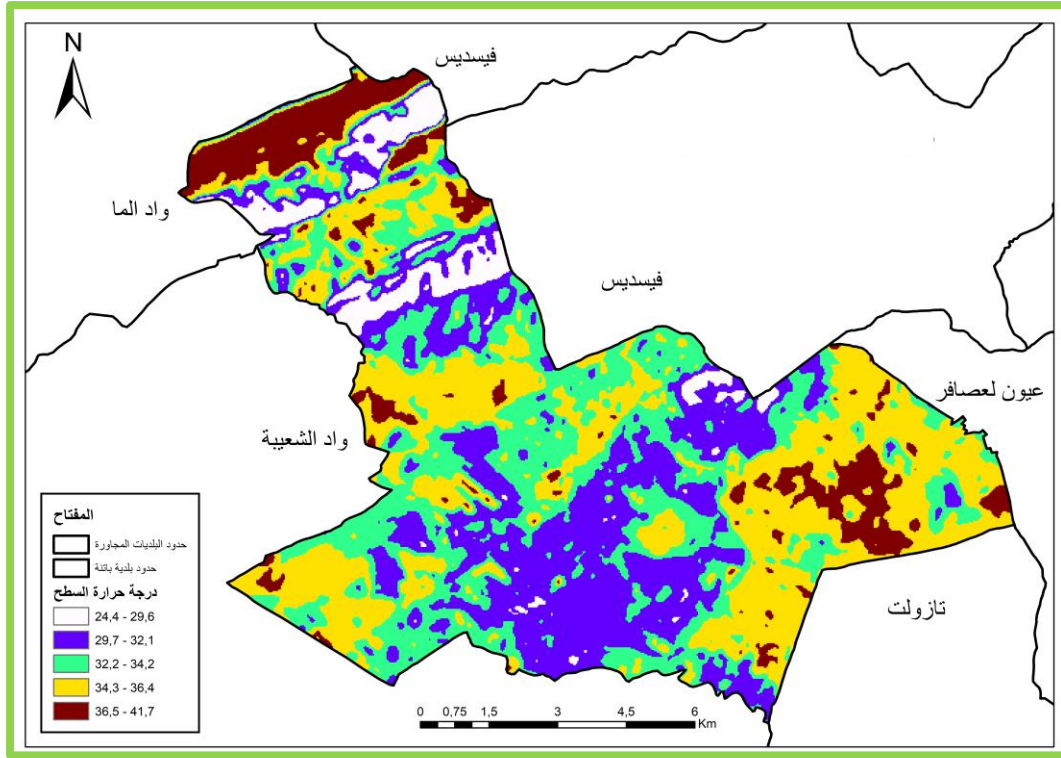 N
فيسديس
واد الما
فيسديس
عيون لعصافر
واد الشعيبة
تازولت
المفتاح
حدود البلديات المجاورة
حدود بلدية باتنة
درجة حرارة السطح
24,4 - 29,6
29,7 - 32,1
32,2 - 34,2
34,3 - 36,4
36,5 - 41,7
0 0,75 1,5 3 4,5 6
Km